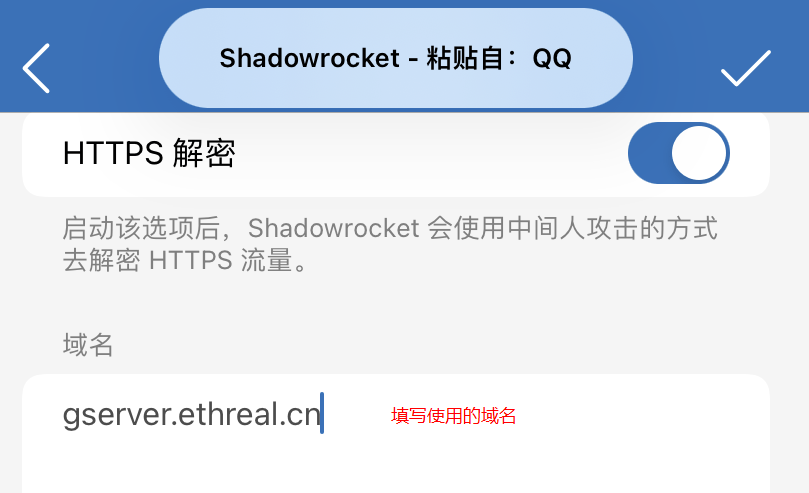 Shadowrocket - 粘贴自：QQ
HTTPS 解密
启动该选项后，Shadowrocket 会使用中间人攻击的方式
去解密 HTTPS 流量。
域名
gserver.ethreal.cn 填写使用的域名